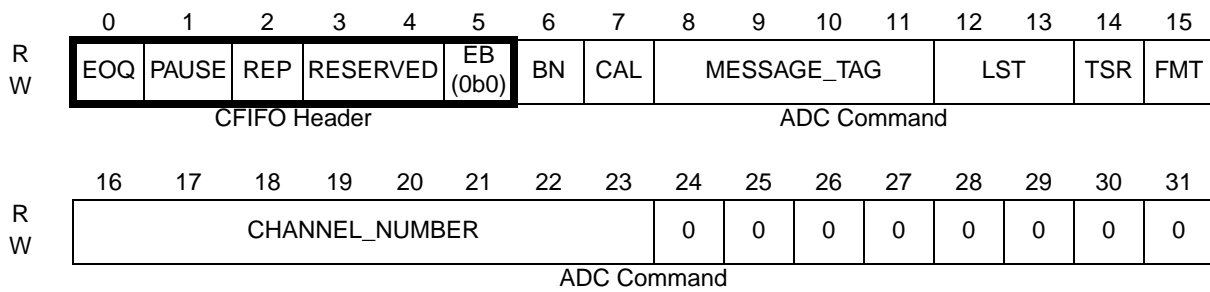 0 1 2 3 4 5 6 7 8 9 10 11 12 13 14 15
R
W
EOQ PAUSE REP RESERVED EB (0b0) BN CAL MESSAGE_TAG LST TSR FMT
CFIFO Header ADC Command
16 17 18 19 20 21 22 23 24 25 26 27 28 29 30 31
R
W
CHANNEL_NUMBER 0 0 0 0 0 0 0 0
ADC Command